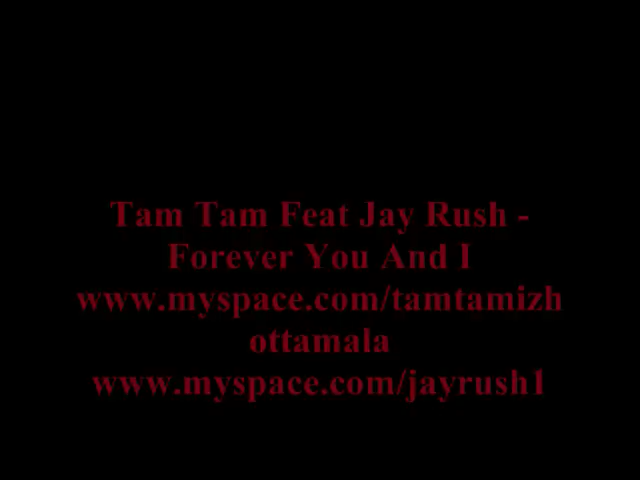 Tam Tam Feat Jay Rush -
Forever You And I
www.myspace.com/tamtamizh
ottamala
www.myspace.com/jayrush1